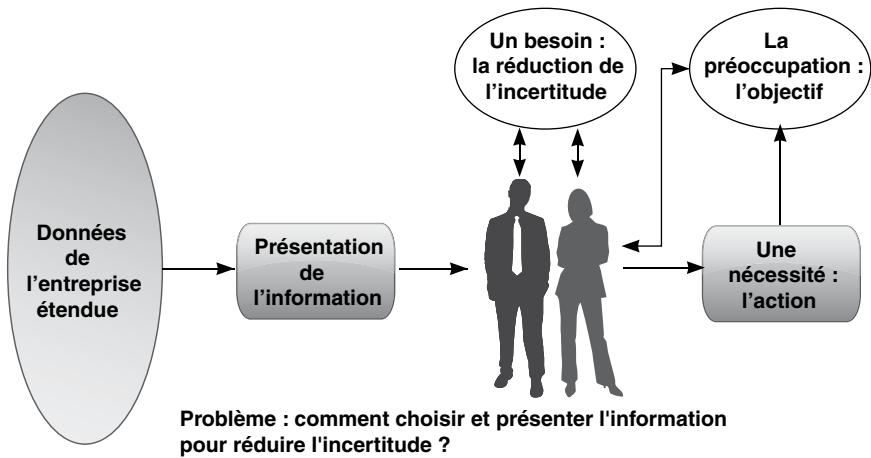 Un besoin :
la réduction de
l'incertitude
La
préoccupation :
l'objectif
Données
de
l'entreprise
étendue
Présentation
de
l'information
Une
nécessité :
l'action
Problème : comment choisir et présenter l'information
pour réduire l'incertitude ?